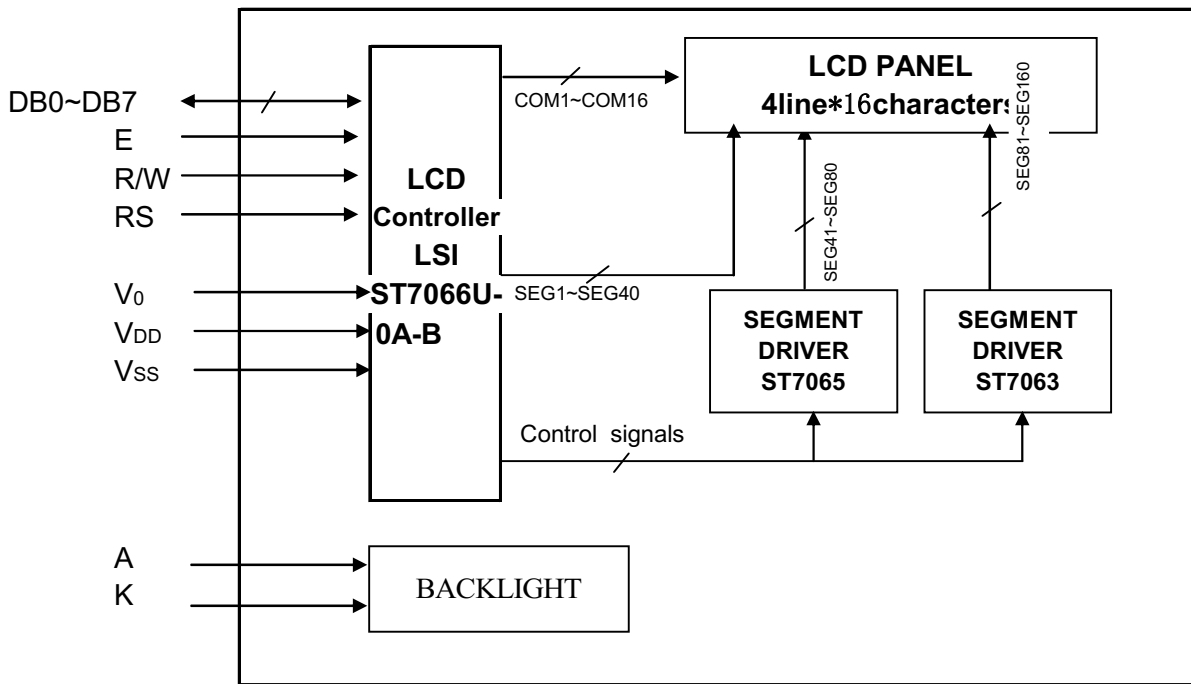 DB0~DB7
E
R/W
RS
V0
VDD
VSS
A
K
LCD
Controller
LSI
ST7066U-
0A-B
COM1~COM16
SEG1~SEG40
Control signals
LCD PANEL
4line*16characters
SEG41~SEG80
SEG81~SEG160
SEGMENT
DRIVER
ST7065
SEGMENT
DRIVER
ST7063
BACKLIGHT